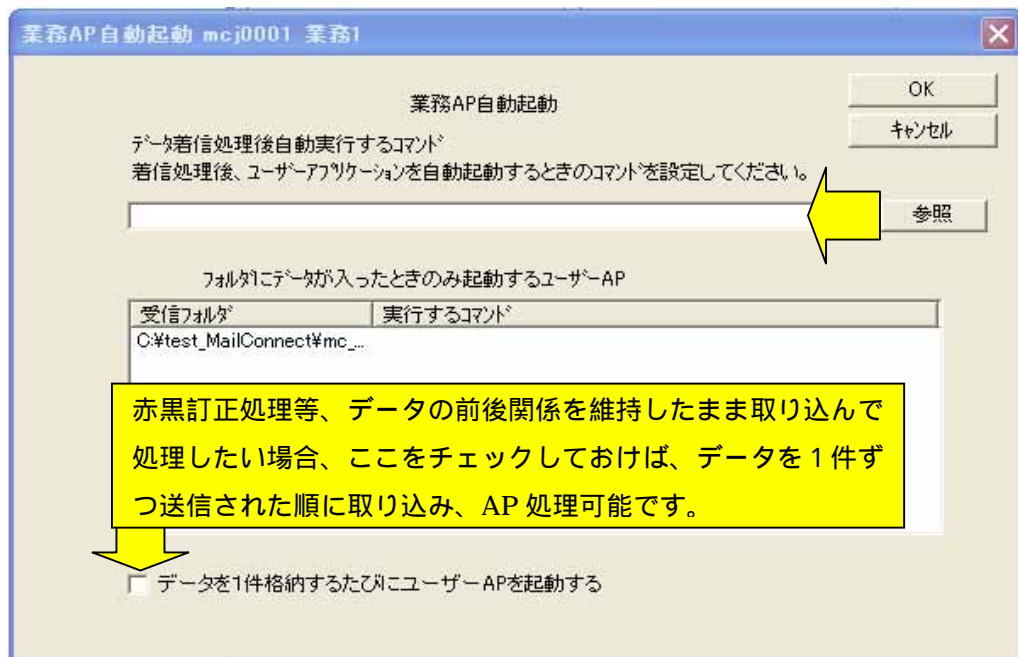 業務AP自動起動 mcj0001 業務1
業務AP自動起動
OK
キャンセル
データ着信処理後自動実行するコマンド
着信処理後、ユーザーアプリケーションを自動起動するときのコマンドを設定してください。
参照
フォルダにデータが入ったときのみ起動するユーザーAP
受信フォルダ 実行するコマンド
C:¥test_MailConnect¥mc_...
赤黒訂正処理等、データの前後関係を維持したまま取り込んで
処理したい場合、ここをチェックしておけば、データを1件ず
つ送信された順に取り込み、AP 処理可能です。
データを1件格納するたびにユーザーAPを起動する